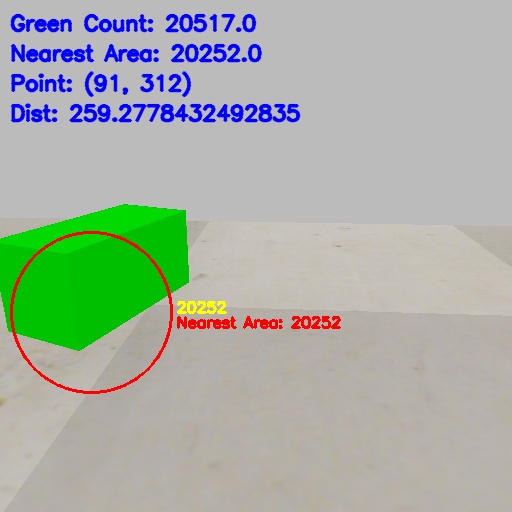 Green Count: 20517.0
Nearest Area: 20252.0
Point: (91, 312)
Dist: 259.2778432492835
20252
Nearest Area: 20252